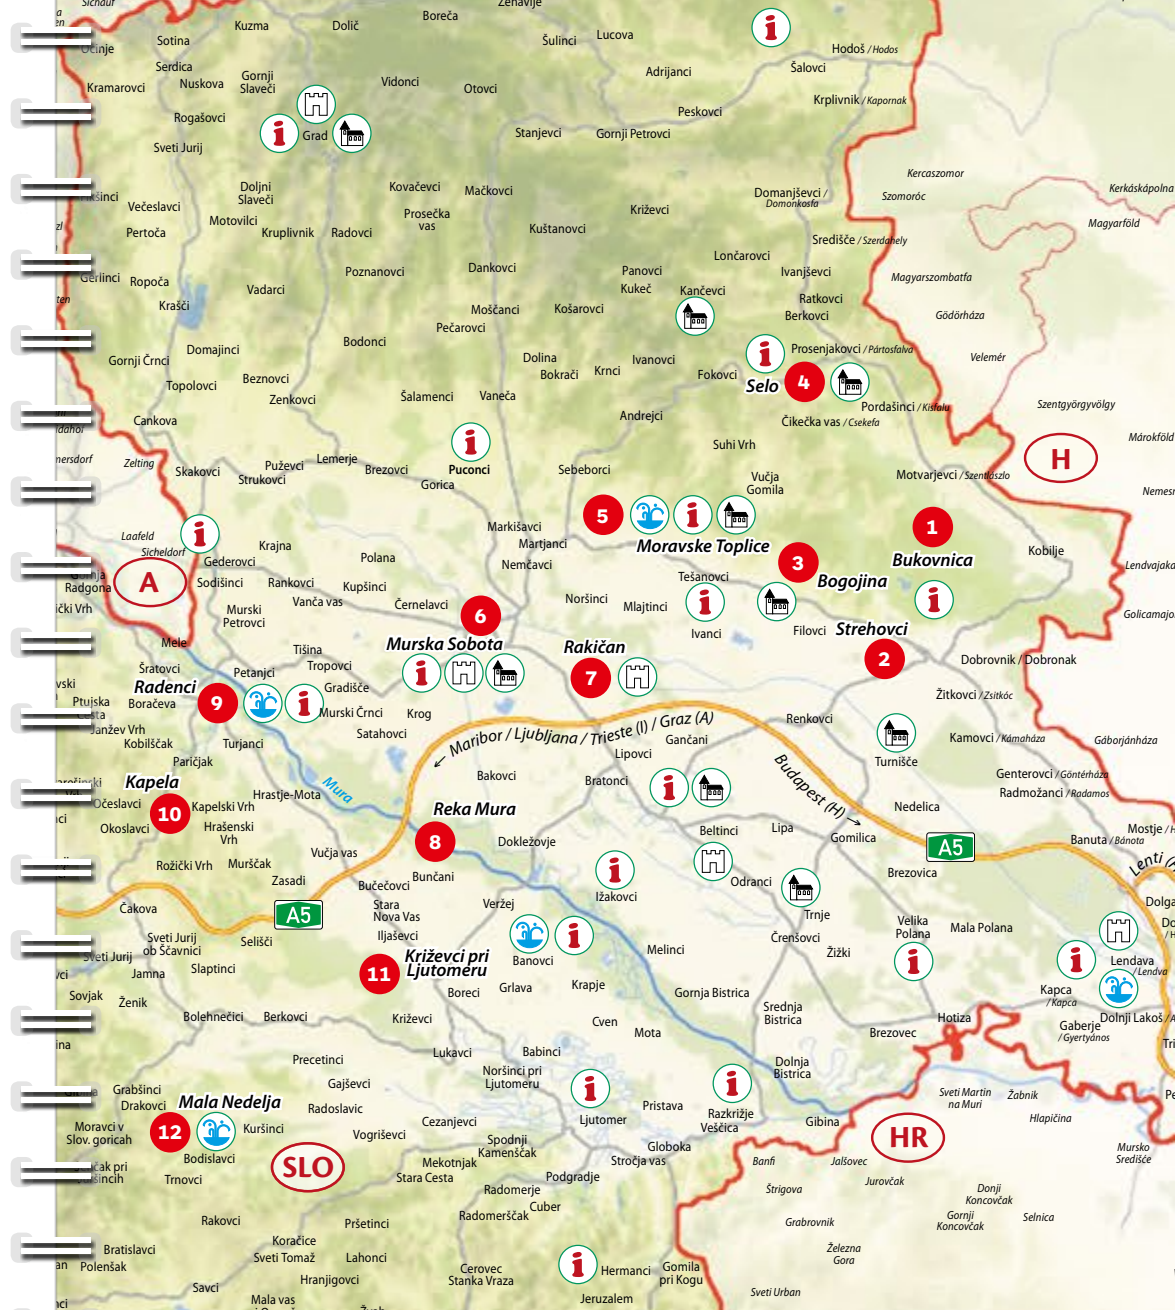 Ženavlje
Sichauf
Boreča
Kuzma
Dolič
Lucova
Šulinci
Sotina
Očinje
Hodoš / Hodos
Serdica
Šalovci
Adrijanci
Gornji
Slaveči
Nuskova
Kramarovci
Vidonci
Otovci
Krplivnik / Kapornak
Peskovci
Rogašovci
Grad
Stanjevci
Gornji Petrovci
Sveti Jurij
Kercaszomor
Kerkáskápolna
Doljni
Slaveči
Kovačevci
Mačkovci
Domanjševci /
Domonkosfa
Szomoróc
Večeslavci
Motovilci
Prosečka
vas
Križevci
Magyarföld
Pertoča
Kruplivnik
Radovci
Kuštanovci
Središče / Szerdahely
Lončarovci
Gerlinci
Ropoča
Poznanovci
Dankovci
Panovci
Ivanjševci
Magyarszombatfa
Kukeč
Kančevci
Vadarci
Krašči
Moščanci
Košarovci
Ratkovci
Berkovci
Gödörháza
Pečarovci
Bodonci
Domajinci
Prosenjakovci / Pártosfalva
Velemér
Gornji Črnci
Dolina
Ivanovci
Bokrači
Krnci
Fokovci
Selo
4
Topolovci
Beznovci
Zenkovci
Šalamenci
Vaneča
Pordašinci / Kisfalu
Szentgyörgyvölgy
Cankova
Andrejci
Čikečka vas / Csekefa
Márokföld
Suhi Vrh
H
Zelting
Skakovci
Puževci
Lemerje
Brezovci
Puconci
Sebeborci
Strukovci
Gorica
Vučja
Gomila
Motvarjevci / Szentlászló
5
1
Laafeld
Sicheldorf
Markišavci
Martjanci
Moravske Toplice
Bukovnica
Krajna
Kobilje
Gederovci
Polana
Nemčavci
3
A
Gornja
Radgona
Sodišinci
Rankovci
Kupšinci
Tešanovci
Bogojina
Vanča vas
Černelavci
Noršinci
Mlajtinci
Murski
Petrovci
6
Ivanci
Filovci
Strehovci
Mele
Tišina
Murska Sobota
Rakičan
2
Dobrovnik / Dobronak
Šratovci
Petanjci
Tropovci
7
Radenci
9
Gradišče
Ptujska
Cesta
Boračeva
Murski Črnci
Krog
Žitkovci / Zsitkóc
Renkovci
Janžev Vrh
Kobilščak
Turjanci
Satahovci
← Maribor / Ljubljana / Trieste (I) / Graz (A)
Gančani
Kamovci / Kámaháza
Gáborjánháza
Lipovci
Turnišče
Paričjak
Budapest (H) →
Kapela
Bakovci
Bratonci
Genterovci / Göntérháza
10
Mura
Hrastje-Mota
Radmožanci / Radamos
Očeslavci
Kapelski Vrh
Reka Mura
Nedelica
Okoslavci
Hrašenski
Vrh
8
Dokležovje
Beltinci
Lipa
Gomilica
A5
Banuta / Bánota
Vučja vas
Rožički Vrh
Murščak
Bunčani
Odranci
Brezovica
Zasadi
Bučečovci
Ižakovci
Čakova
A5
Stara
Nova Vas
Veržej
Trnje
Velika
Polana
Mala Polana
Sveti Jurij
ob Ščavnici
Selišči
Iljaševci
Črenšovci
Banovci
Križevci pri
Ljutomeru
11
Melinci
Žižki
Lendava
/ Lendva
Sveti Jurij
Jamna
Slaptinci
Boreci
Grlava
Krapje
Gornja Bistrica
Kapca
/ Kapca
Sovjak
Ženik
Srednja
Bistrica
Bolehnečici
Berkovci
Križevci
Cven
Mota
Hotiza
Gaberje
/ Gyertyános
Dolnji Lakoš
Brezovec
Precetinci
Lukavci
Babinci
Dolnja
Bistrica
Noršinci pri
Ljutomeru
Grabšinci
Gajševci
Sveti Martin
na Muri
Žabnik
Drakovci
Mala Nedelja
Radoslavic
Pristava
Razkrižje
Hlapičina
Moravci v
Slov. goricah
12
Kuršinci
Cezanjevci
Ljutomer
Veščica
Gibina
HR
Vogriševci
Spodnji
Kamenščak
Globoka
Bodislavci
SLO
Mekotnjak
Stročja vas
Banfi
Jalšovec
Mursko
Središće
Trnovci
Stara Cesta
Podgradje
Jurovčak
Radomerje
Štrigova
Donji
Koncovčak
Cuber
Radomerščak
Rakovci
Pršetinci
Grabrovnik
Gornji
Koncovčak
Selnica
Koračice
Bratislavci
Sveti Tomaž
Lahonci
Železna
Gora
Polenšak
Cerovec
Stanka Vraza
Hermanci
Gomila
pri Kogu
Hranjigovci
Savci
Mala vas
Jeruzalem
Sveti Urban